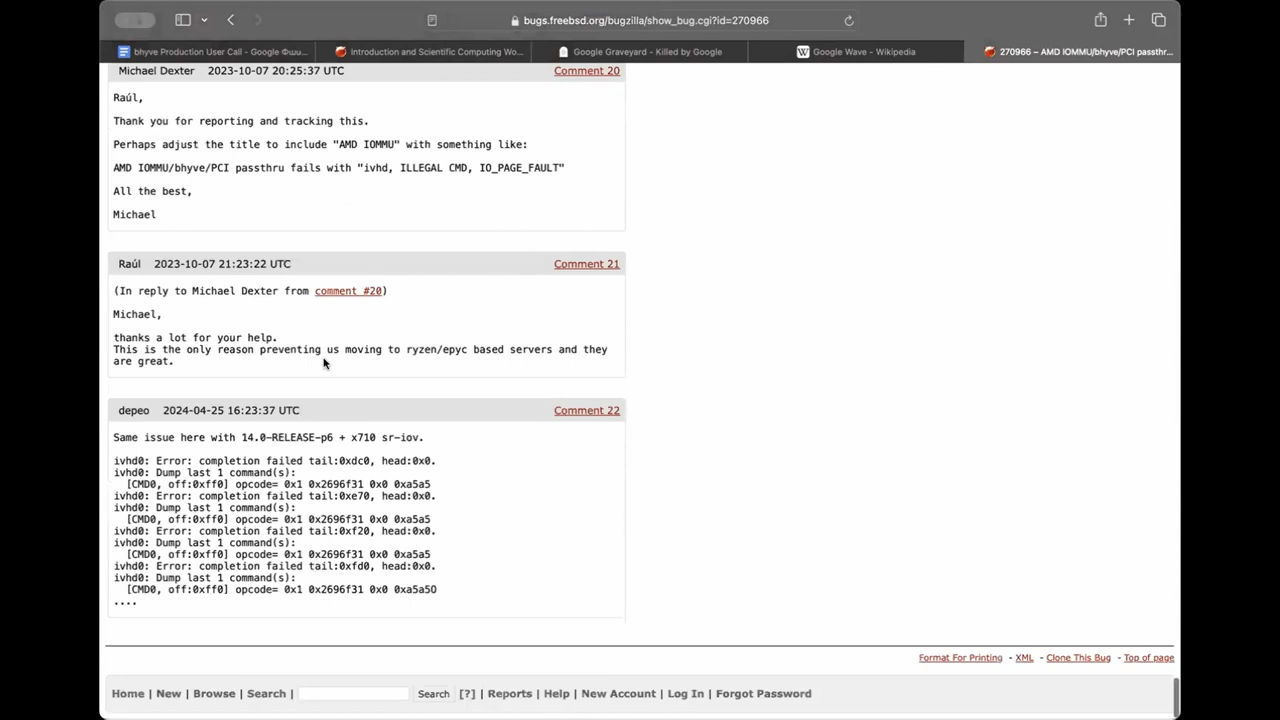 bugs.freebsd.org/bugzilla/show_bug.cgi?id=270966
bhyve Production User Call - Google Фищ...
Introduction and Scientific Computing Wo...
Google Graveyard - Killed by Google
Google Wave - Wikipedia
270966 – AMD IOMMU/bhyve/PCI passthr...
Michael Dexter 2023-10-07 20:25:37 UTC
Comment 20
Raúl,
Thank you for reporting and tracking this.
Perhaps adjust the title to include "AMD IOMMU" with something like:
AMD IOMMU/bhyve/PCI passthru fails with "ivhd, ILLEGAL CMD, IO_PAGE_FAULT"
All the best,
Michael
Raúl 2023-10-07 21:23:22 UTC
Comment 21
(In reply to Michael Dexter from comment #20)
Michael,
thanks a lot for your help.
This is the only reason preventing us moving to ryzen/epyc based servers and they
are great.
depeo 2024-04-25 16:23:37 UTC
Comment 22
Same issue here with 14.0-RELEASE-p6 + x710 sr-iov.
ivhd0: Error: completion failed tail:0xdc0, head:0x0.
ivhd0: Dump last 1 command(s):
[CMD0, off:0xff0] opcode= 0x1 0x2696f31 0x0 0xa5a5
ivhd0: Error: completion failed tail:0xe70, head:0x0.
ivhd0: Dump last 1 command(s):
[CMD0, off:0xff0] opcode= 0x1 0x2696f31 0x0 0xa5a5
ivhd0: Error: completion failed tail:0xf20, head:0x0.
ivhd0: Dump last 1 command(s):
[CMD0, off:0xff0] opcode= 0x1 0x2696f31 0x0 0xa5a5
ivhd0: Error: completion failed tail:0xfd0, head:0x0.
ivhd0: Dump last 1 command(s):
[CMD0, off:0xff0] opcode= 0x1 0x2696f31 0x0 0xa5a50
....
Format For Printing - XML - Clone This Bug - Top of page
Home | New | Browse | Search | Search [?] | Reports | Help | New Account | Log In | Forgot Password